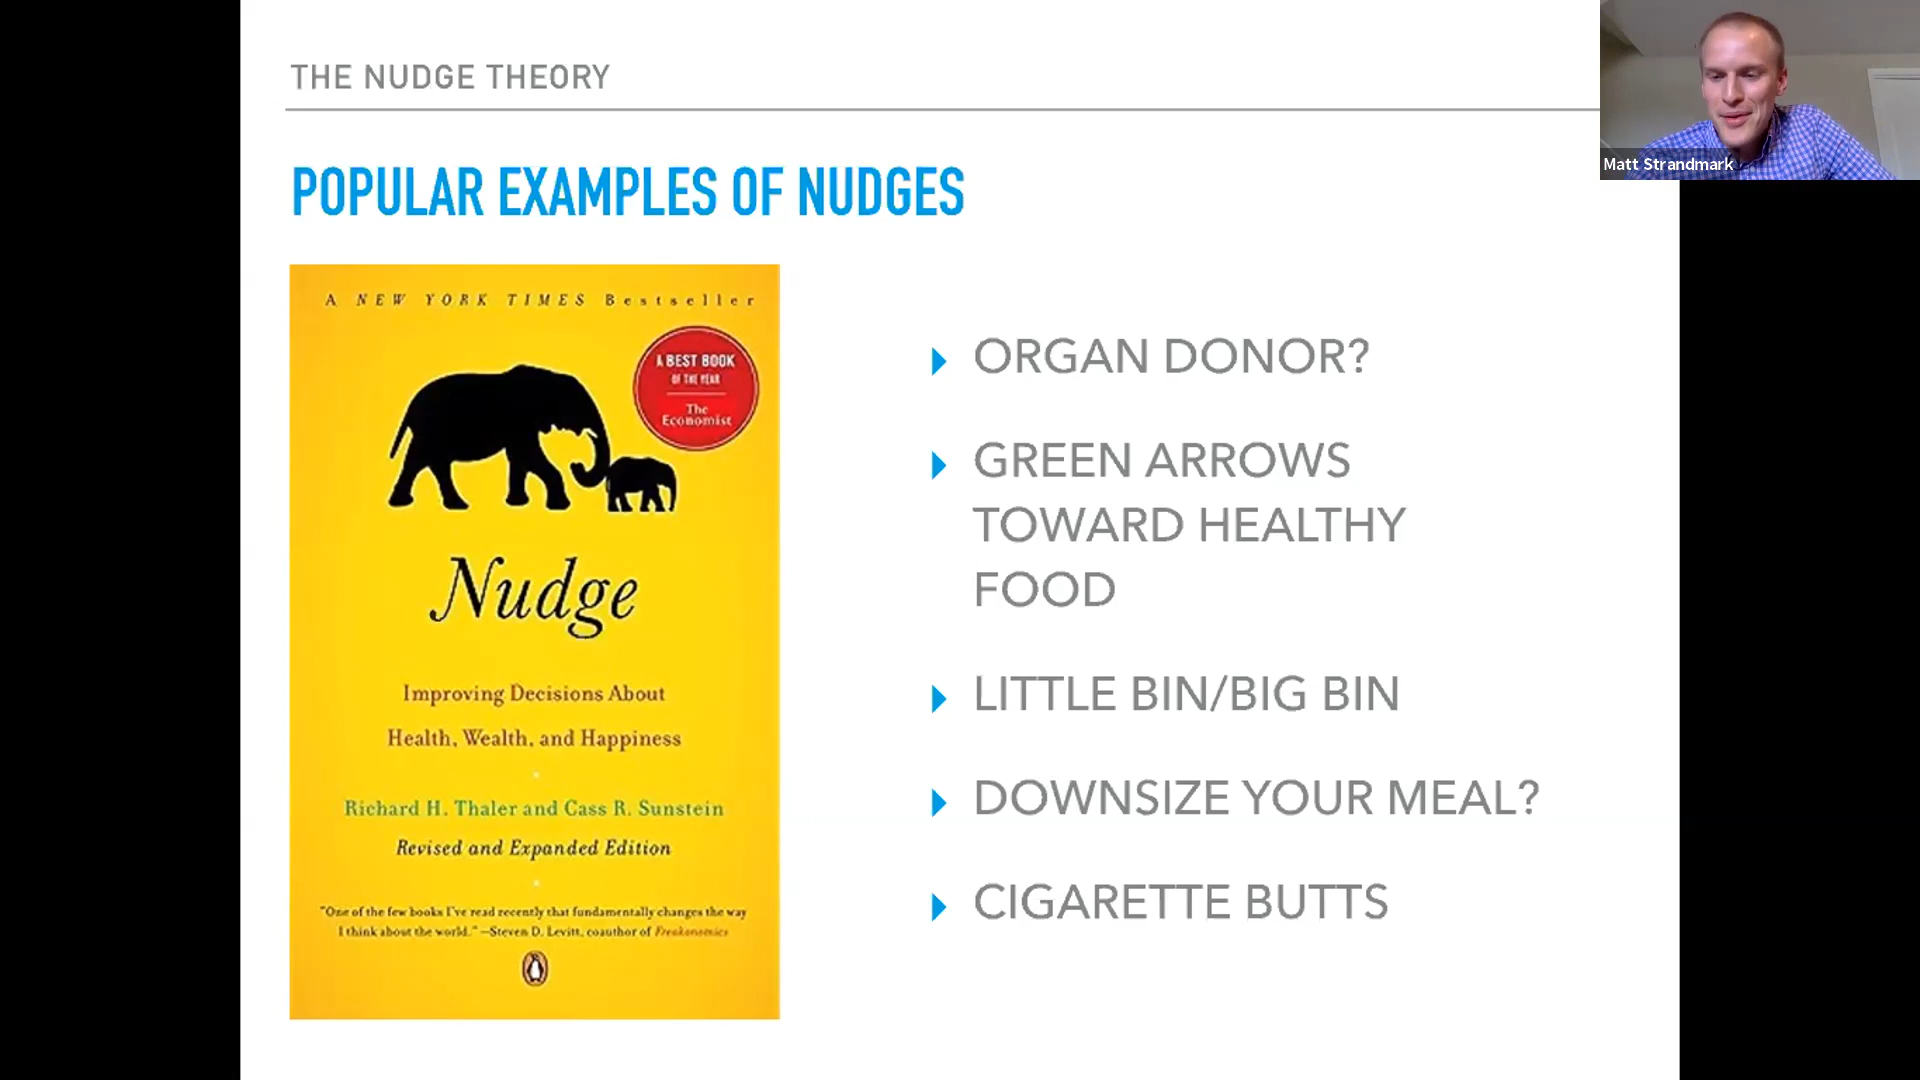 THE NUDGE THEORY
Matt Strandmark
POPULAR EXAMPLES OF NUDGES
A NEW YORK TIMES Bestseller
A BEST BOOK
OF THE YEAR
The
Economist
Nudge
Improving Decisions About
Health, Wealth, and Happiness
Richard H. Thaler and Cass R. Sunstein
Revised and Expanded Edition
"One of the few books I've read recently that fundamentally changes the way
I think about the world." —Steven D. Levitt, coauthor of Freakonomics
ORGAN DONOR?
GREEN ARROWS
TOWARD HEALTHY
FOOD
LITTLE BIN/BIG BIN
DOWNSIZE YOUR MEAL?
CIGARETTE BUTTS